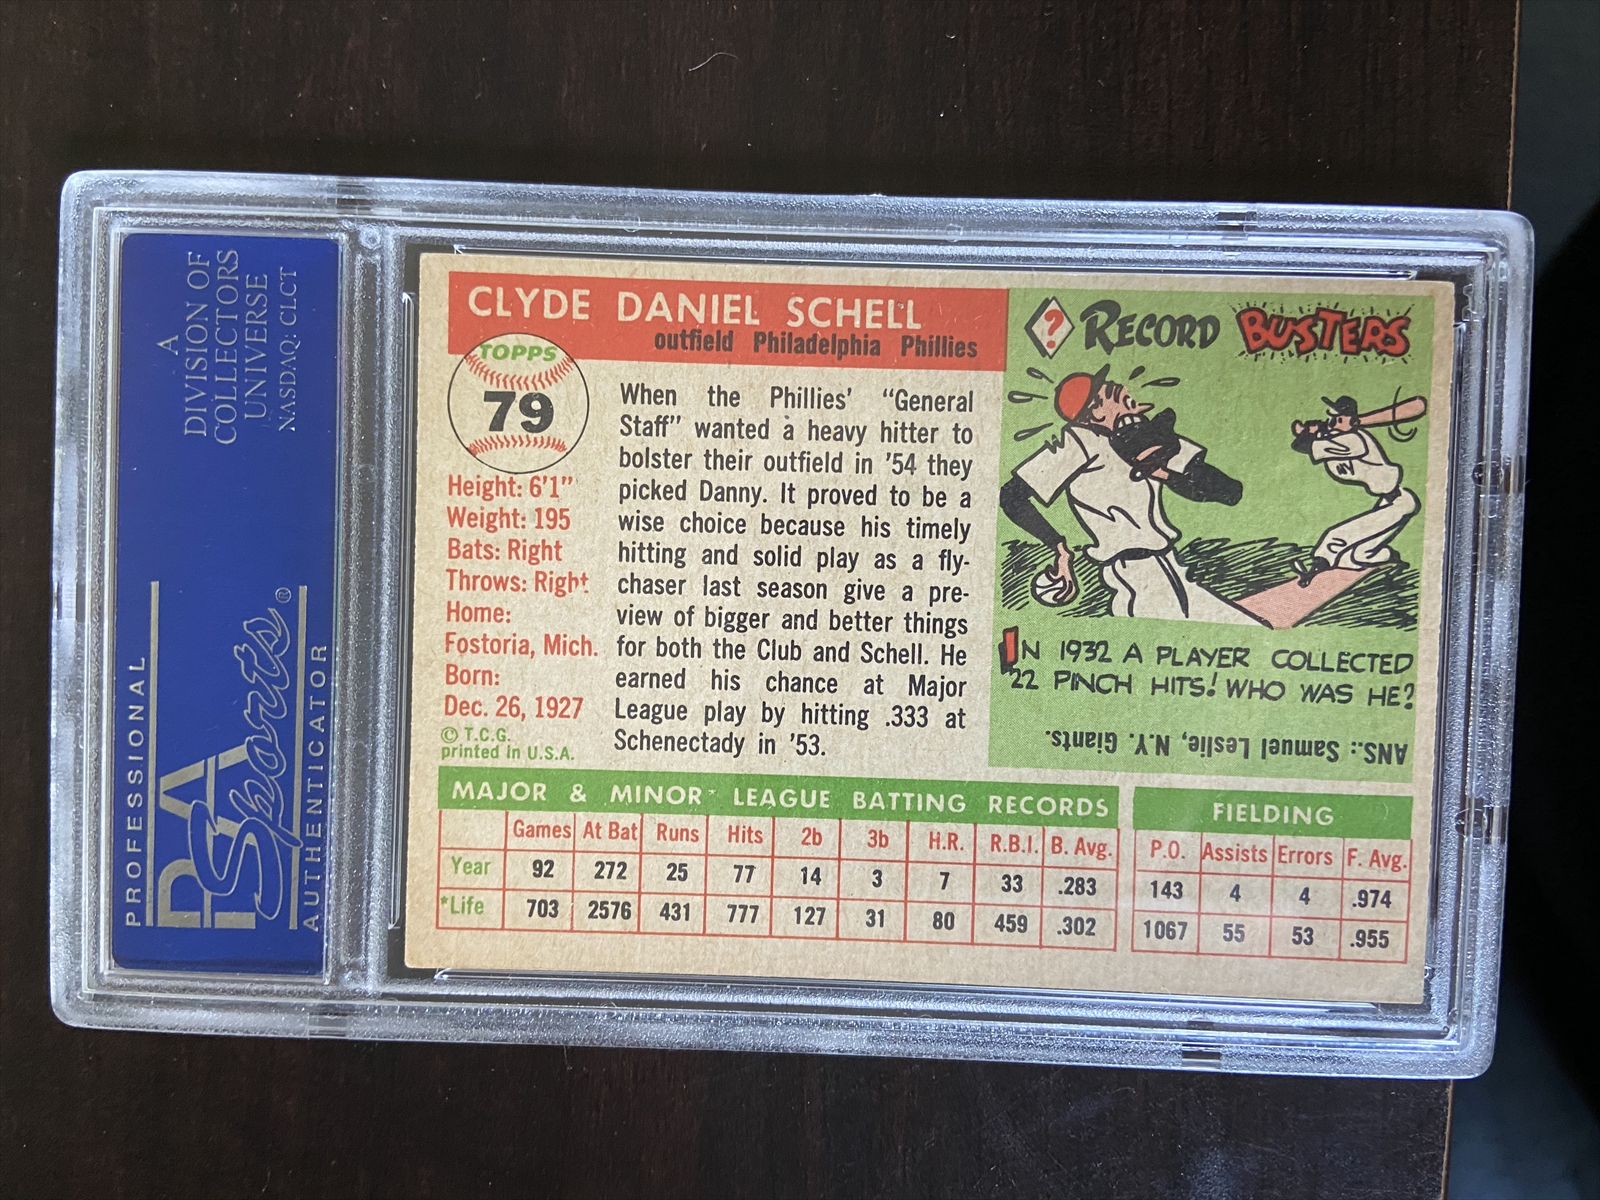 A
DIVISION OF
COLLECTORS
UNIVERSE
NASDAQ: CLCT
PROFESSIONAL
PSA
Sports®
AUTHENTICATOR
CLYDE DANIEL SCHELL
outfield Philadelphia Phillies
TOPPS
79
Height: 6'1"
Weight: 195
Bats: Right
Throws: Right
Home:
Fostoria, Mich.
Born:
Dec. 26, 1927
© T.C.G.
printed in U.S.A.
When the Phillies' "General
Staff" wanted a heavy hitter to
bolster their outfield in '54 they
picked Danny. It proved to be a
wise choice because his timely
hitting and solid play as a fly-
chaser last season give a pre-
view of bigger and better things
for both the Club and Schell. He
earned his chance at Major
League play by hitting .333 at
Schenectady in '53.
? RECORD BUSTERS
NY
IN 1932 A PLAYER COLLECTED
22 PINCH HITS! WHO WAS HE?
ANS.: Samuel Leslie, N.Y. Giants.
MAJOR & MINOR* LEAGUE BATTING RECORDS
Games At Bat Runs Hits 2b 3b H.R. R.B.I. B. Avg.
Year 92 272 25 77 14 3 7 33 .283
*Life 703 2576 431 777 127 31 80 459 .302
FIELDING
P.O. Assists Errors F. Avg.
143 4 4 .974
1067 55 53 .955